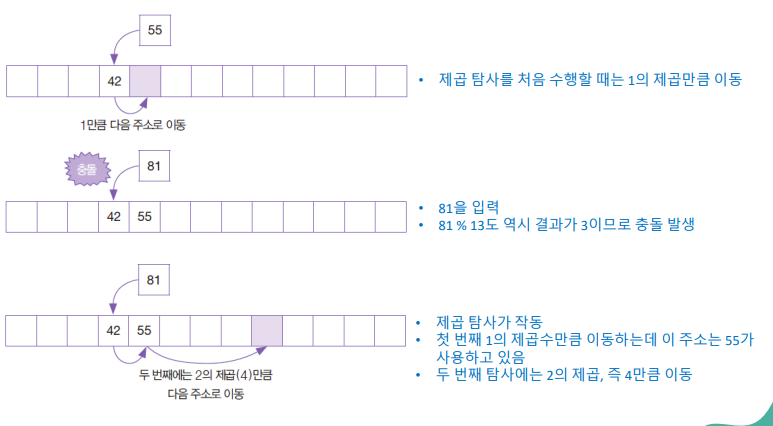 55
42
• 제곱 탐사를 처음 수행할 때는 1의 제곱만큼 이동
1만큼 다음 주소로 이동
충돌
81
42 55
• 81을 입력
• 81 % 13도 역시 결과가 3이므로 충돌 발생
81
42 55
• 제곱 탐사가 작동
• 첫 번째 1의 제곱수만큼 이동하는데 이 주소는 55가
사용하고 있음
• 두 번째 탐사에는 2의 제곱, 즉 4만큼 이동
두 번째에는 2의 제곱(4)만큼
다음 주소로 이동